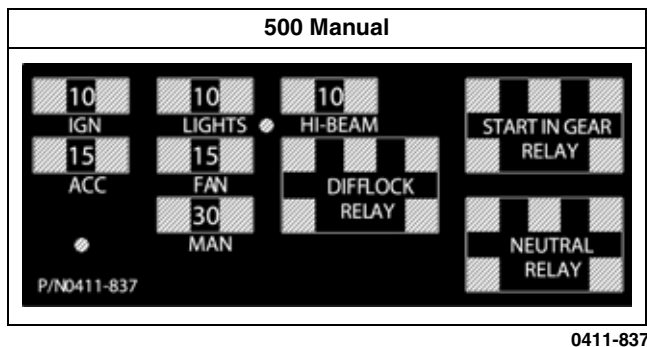 500 Manual
10 10 10
IGN LIGHTS HI-BEAM
15 15
ACC FAN
30
MAN
DIFFLOCK
RELAY
START IN GEAR
RELAY
NEUTRAL
RELAY
P/N0411-837
0411-837